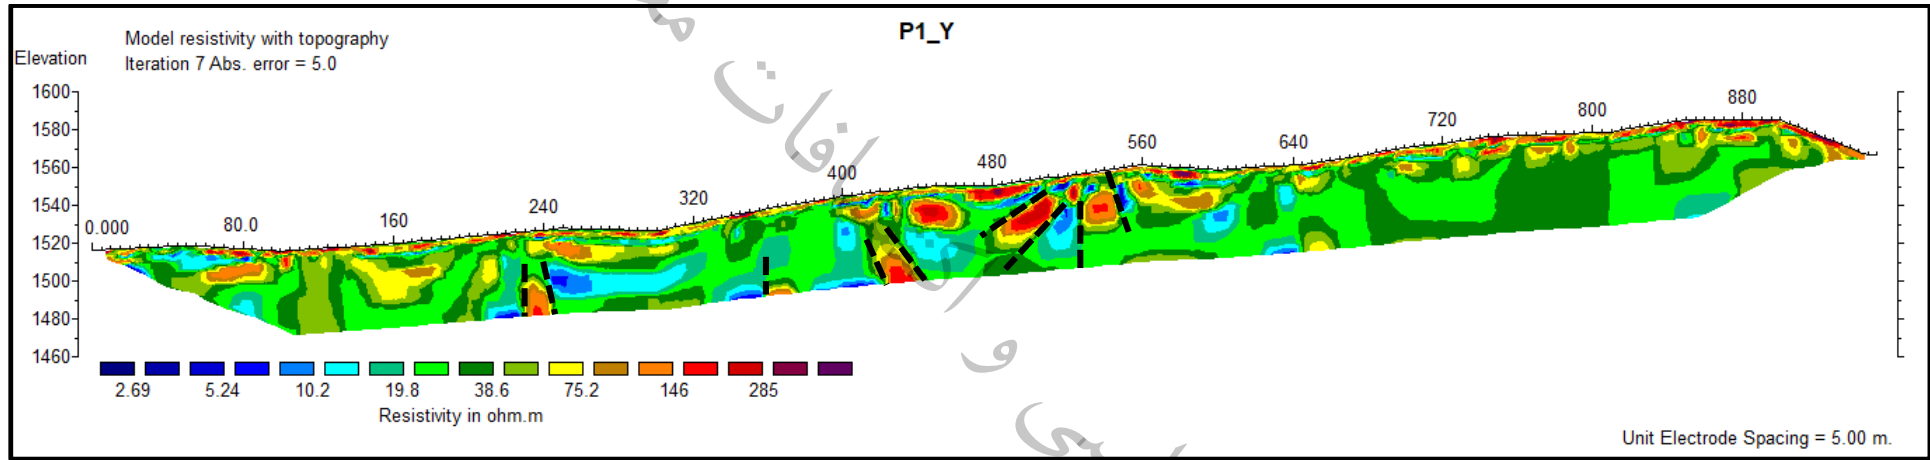 P1_Y
Model resistivity with topography
Iteration 7 Abs. error = 5.0
Elevation
1600
1580
1560
1540
1520
1500
1480
1460
0.000 80.0 160 240 320 400 480 560 640 720 800 880
2.69 5.24 10.2 19.8 38.6 75.2 146 285
Resistivity in ohm.m
Unit Electrode Spacing = 5.00 m.